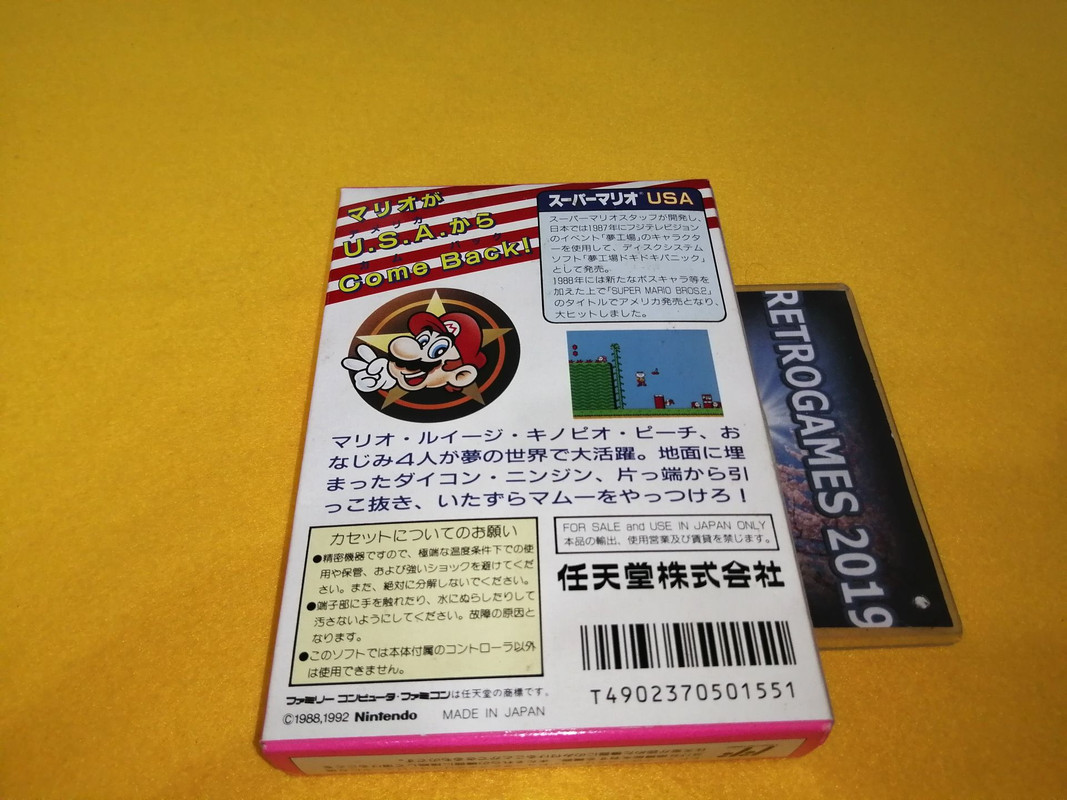 マリオが
U.S.A.から
アメリカ
Come Back!
カム バック
スーパーマリオ® USA
スーパーマリオスタッフが開発し、
日本では1987年にフジテレビジョン
のイベント「夢工場」のキャラクタ
ーを使用して、ディスクシステム
ソフト「夢工場ドキドキパニック」
として発売。
1988年には新たなボスキャラ等を
加えた上で「SUPER MARIO BROS.2」
のタイトルでアメリカ発売となり、
大ヒットしました。
M
マリオ・ルイージ・キノピオ・ピーチ、お
なじみ4人が夢の世界で大活躍。地面に埋
まったダイコン・ニンジン、片っ端から引
っこ抜き、いたずらマムーをやっつけろ！
カセットについてのお願い
●精密機器ですので、極端な温度条件下での使
用や保管、および強いショックを避けてくだ
さい。また、絶対に分解しないでください。
●端子部に手を触れたり、水にぬらしたりして
汚さないようにしてください。故障の原因と
なります。
●このソフトでは本体付属のコントローラ以外
は使用できません。
FOR SALE and USE IN JAPAN ONLY
本品の輸出、使用営業及び賃貸を禁じます。
任天堂株式会社
T4902370501551
ファミリー コンピュータ・ファミコンは任天堂の商標です。
©1988,1992 Nintendo MADE IN JAPAN
RETROGAMES 2019